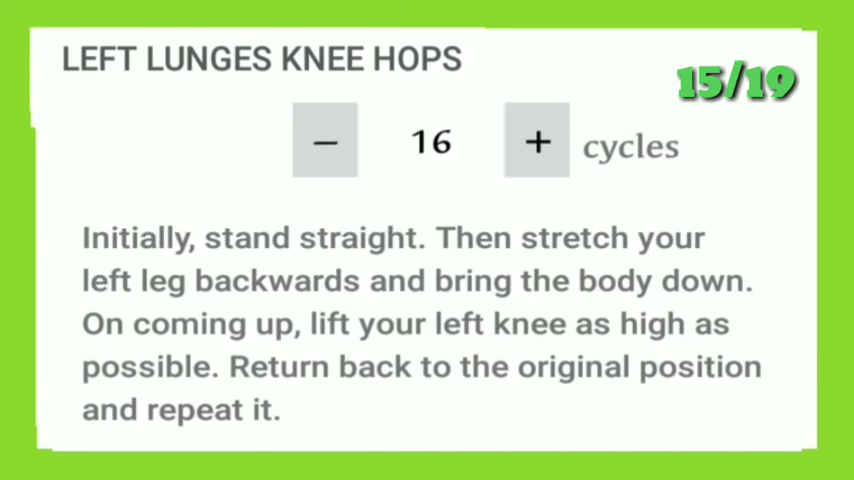 LEFT LUNGES KNEE HOPS
15/19
− 16 + cycles
Initially, stand straight. Then stretch your
left leg backwards and bring the body down.
On coming up, lift your left knee as high as
possible. Return back to the original position
and repeat it.